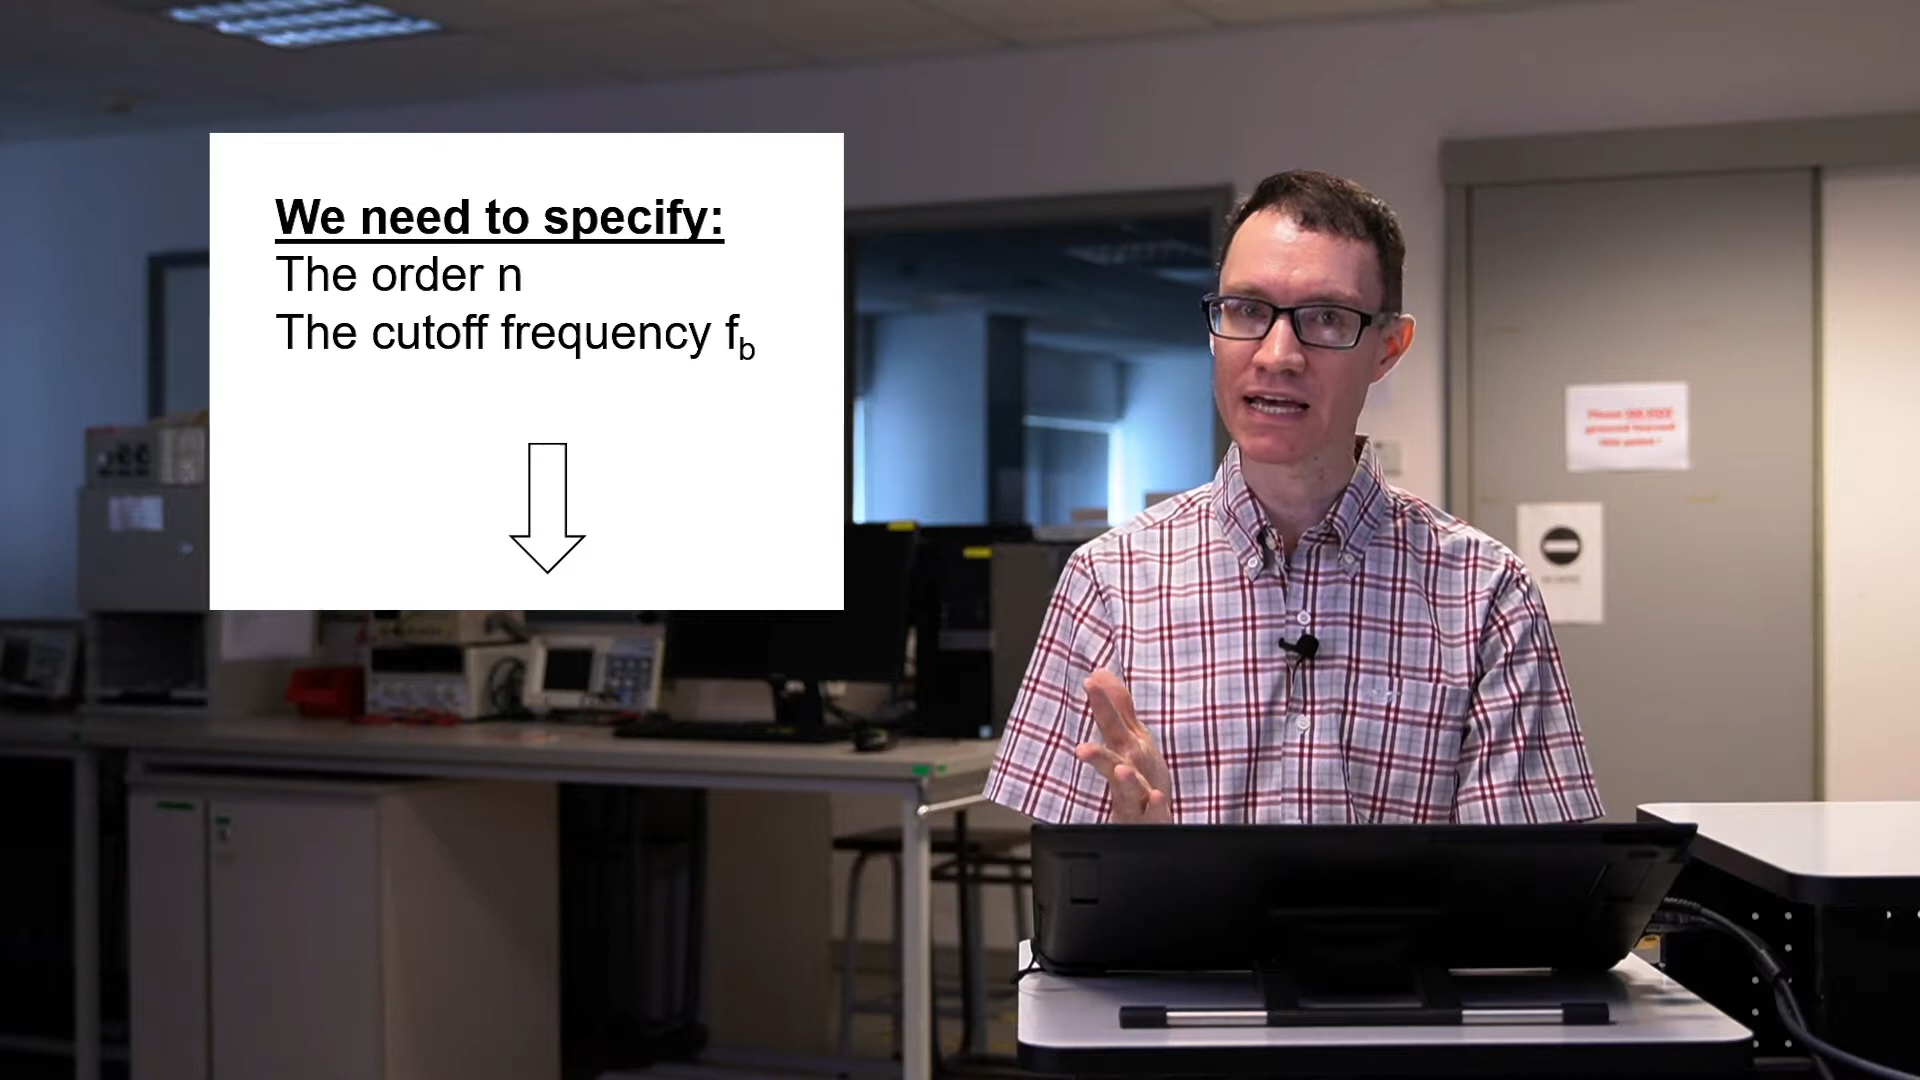 We need to specify:
The order n
The cutoff frequency fb